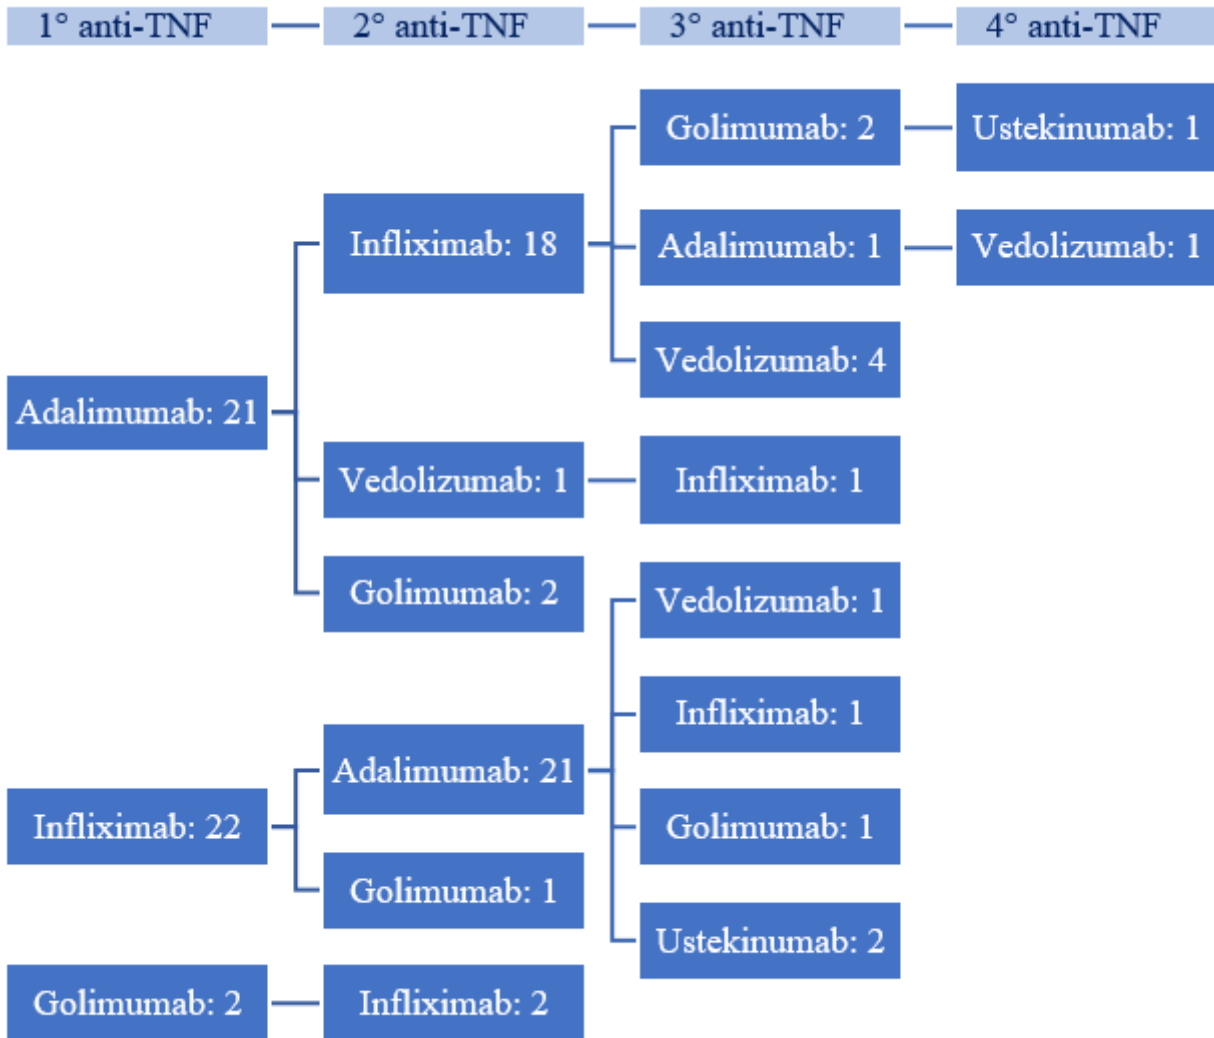 1° anti-TNF
2° anti-TNF
3° anti-TNF
4° anti-TNF
Golimumab: 2
Ustekinumab: 1
Infliximab: 18
Adalimumab: 1
Vedolizumab: 1
Vedolizumab: 4
Adalimumab: 21
Vedolizumab: 1
Infliximab: 1
Golimumab: 2
Vedolizumab: 1
Infliximab: 1
Adalimumab: 21
Infliximab: 22
Golimumab: 1
Golimumab: 1
Ustekinumab: 2
Golimumab: 2
Infliximab: 2